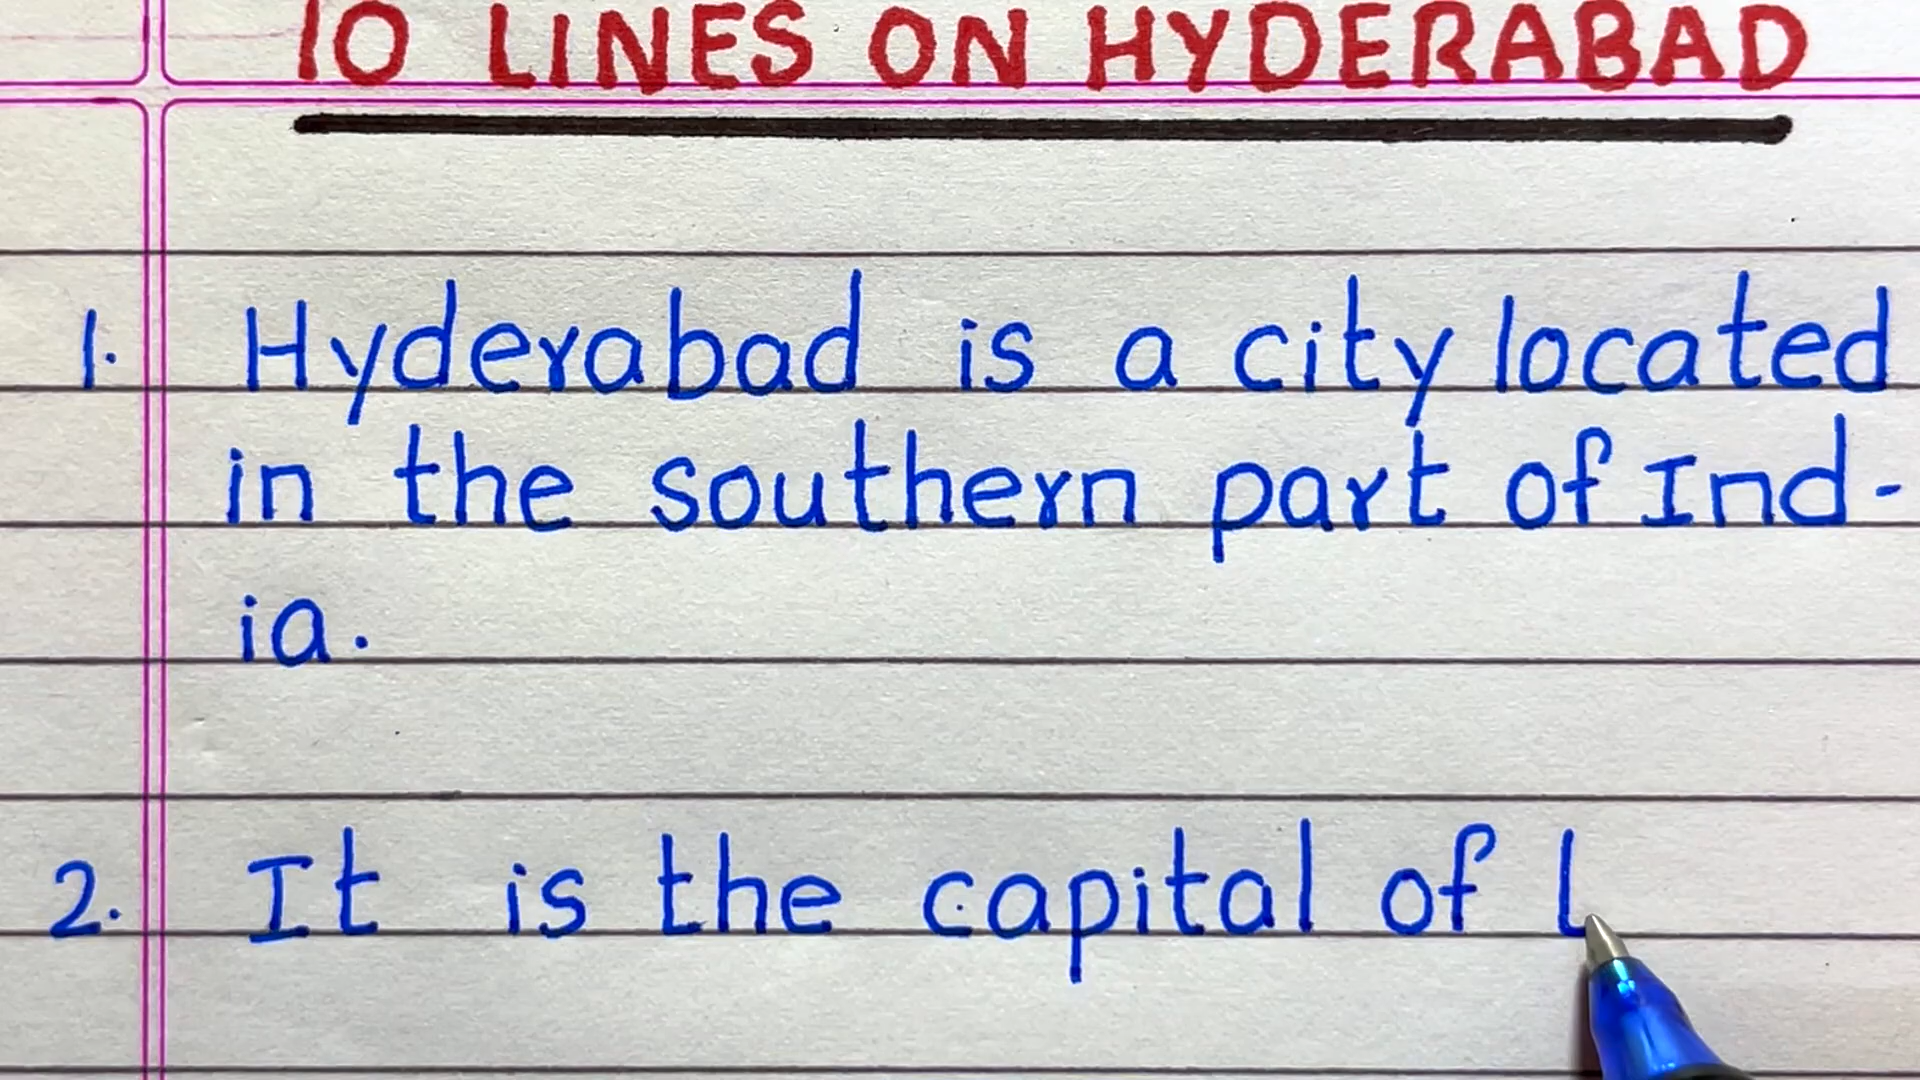 10 LINES ON HYDERABAD
1. Hyderabad is a city located
in the southern part of Ind-
ia.
2. It is the capital of